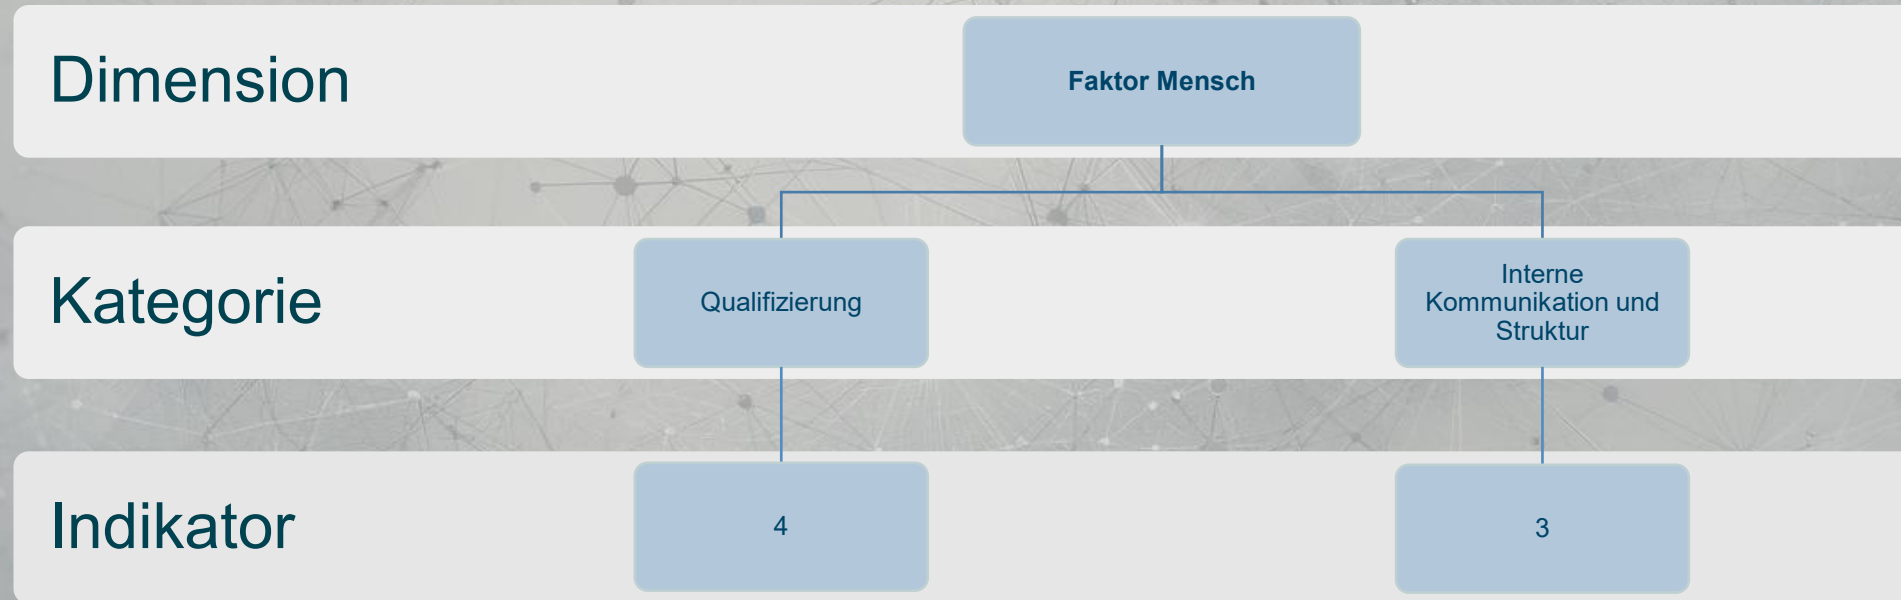 Dimension
Faktor Mensch
Kategorie
Qualifizierung
Interne
Kommunikation und
Struktur
Indikator
4
3